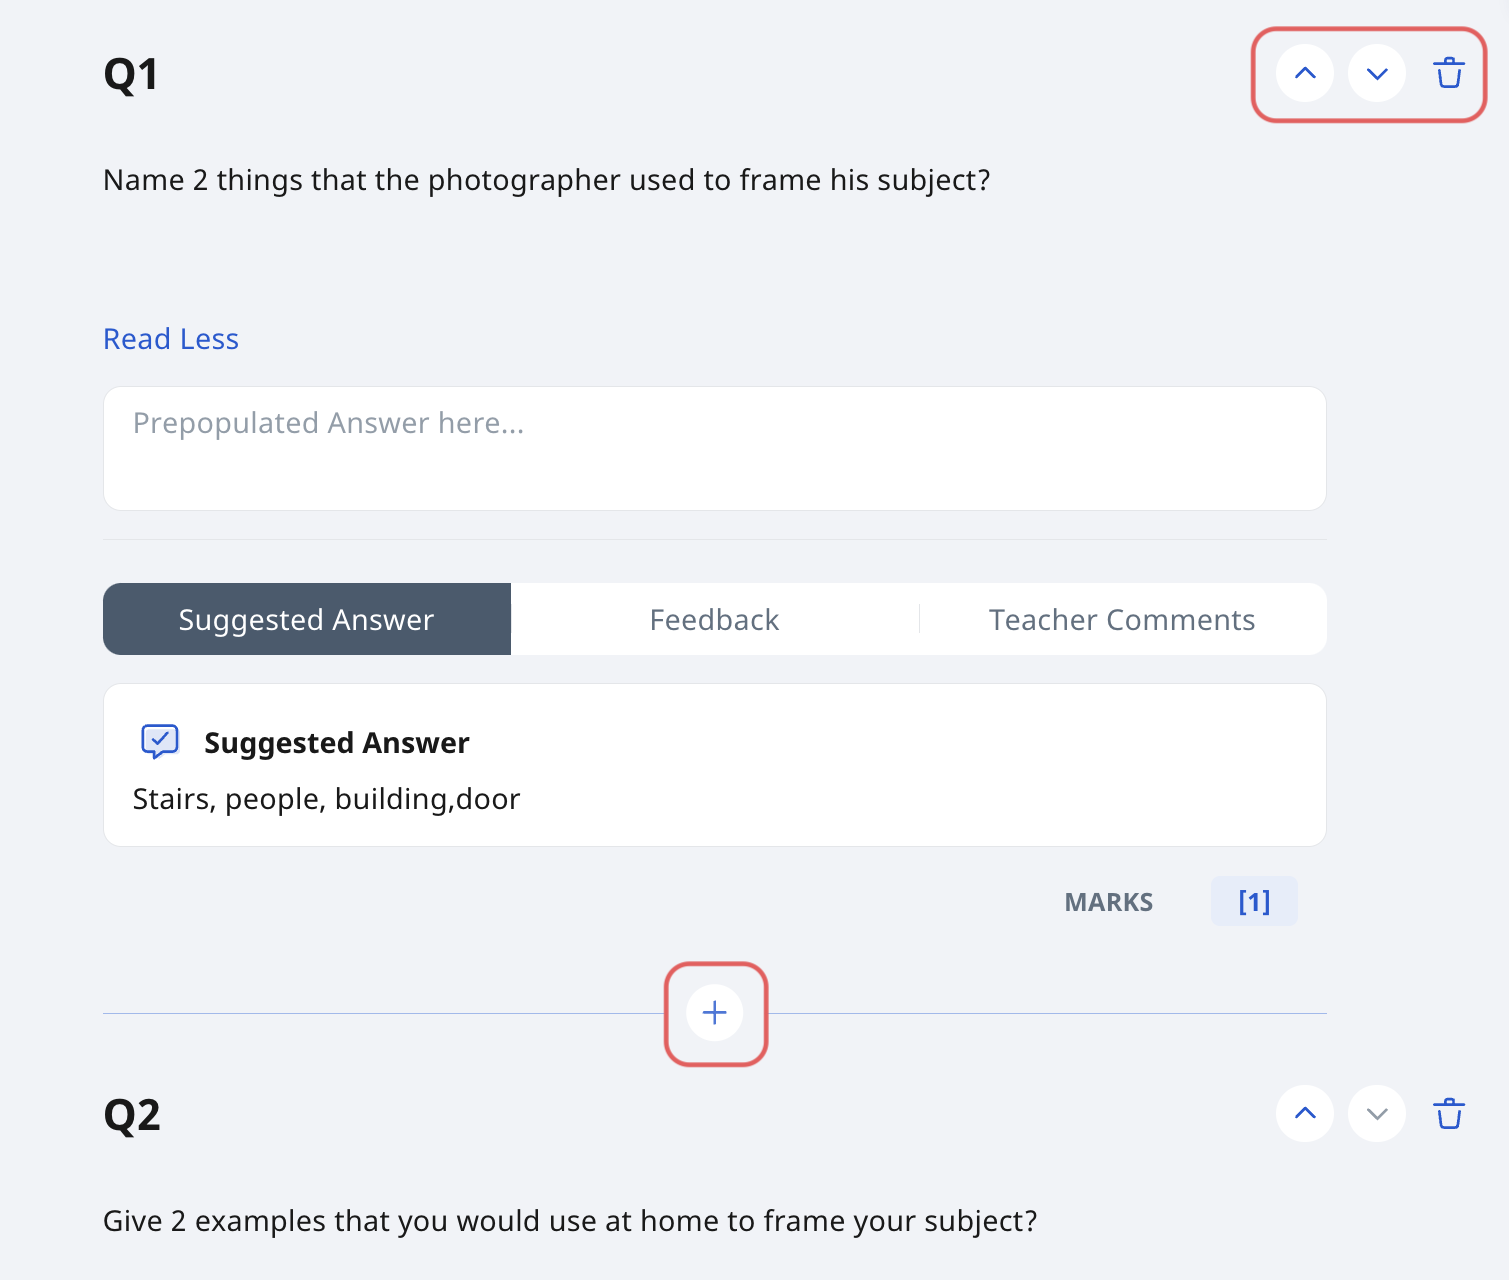 Q1
Name 2 things that the photographer used to frame his subject?
Read Less
Prepopulated Answer here...
Suggested Answer
Feedback
Teacher Comments
Suggested Answer
Stairs, people, building,door
MARKS [1]
Q2
Give 2 examples that you would use at home to frame your subject?